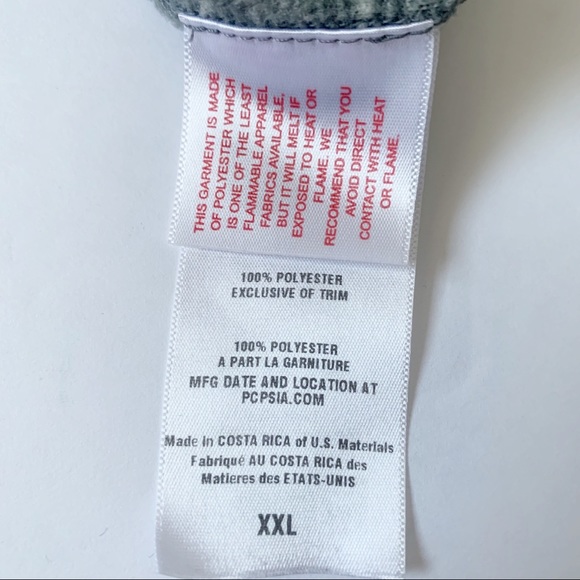 THIS GARMENT IS MADE
OF POLYESTER WHICH
IS ONE OF THE LEAST
FLAMMABLE APPAREL
FABRICS AVAILABLE,
BUT IT WILL MELT IF
EXPOSED TO HEAT OR
FLAME. WE
RECOMMEND THAT YOU
AVOID DIRECT
CONTACT WITH HEAT
OR FLAME.
100% POLYESTER
EXCLUSIVE OF TRIM
100% POLYESTER
A PART LA GARNITURE
MFG DATE AND LOCATION AT
PCPSIA.COM
Made in COSTA RICA of U.S. Materials
Fabriqué AU COSTA RICA des
Matieres des ETATS-UNIS
XXL